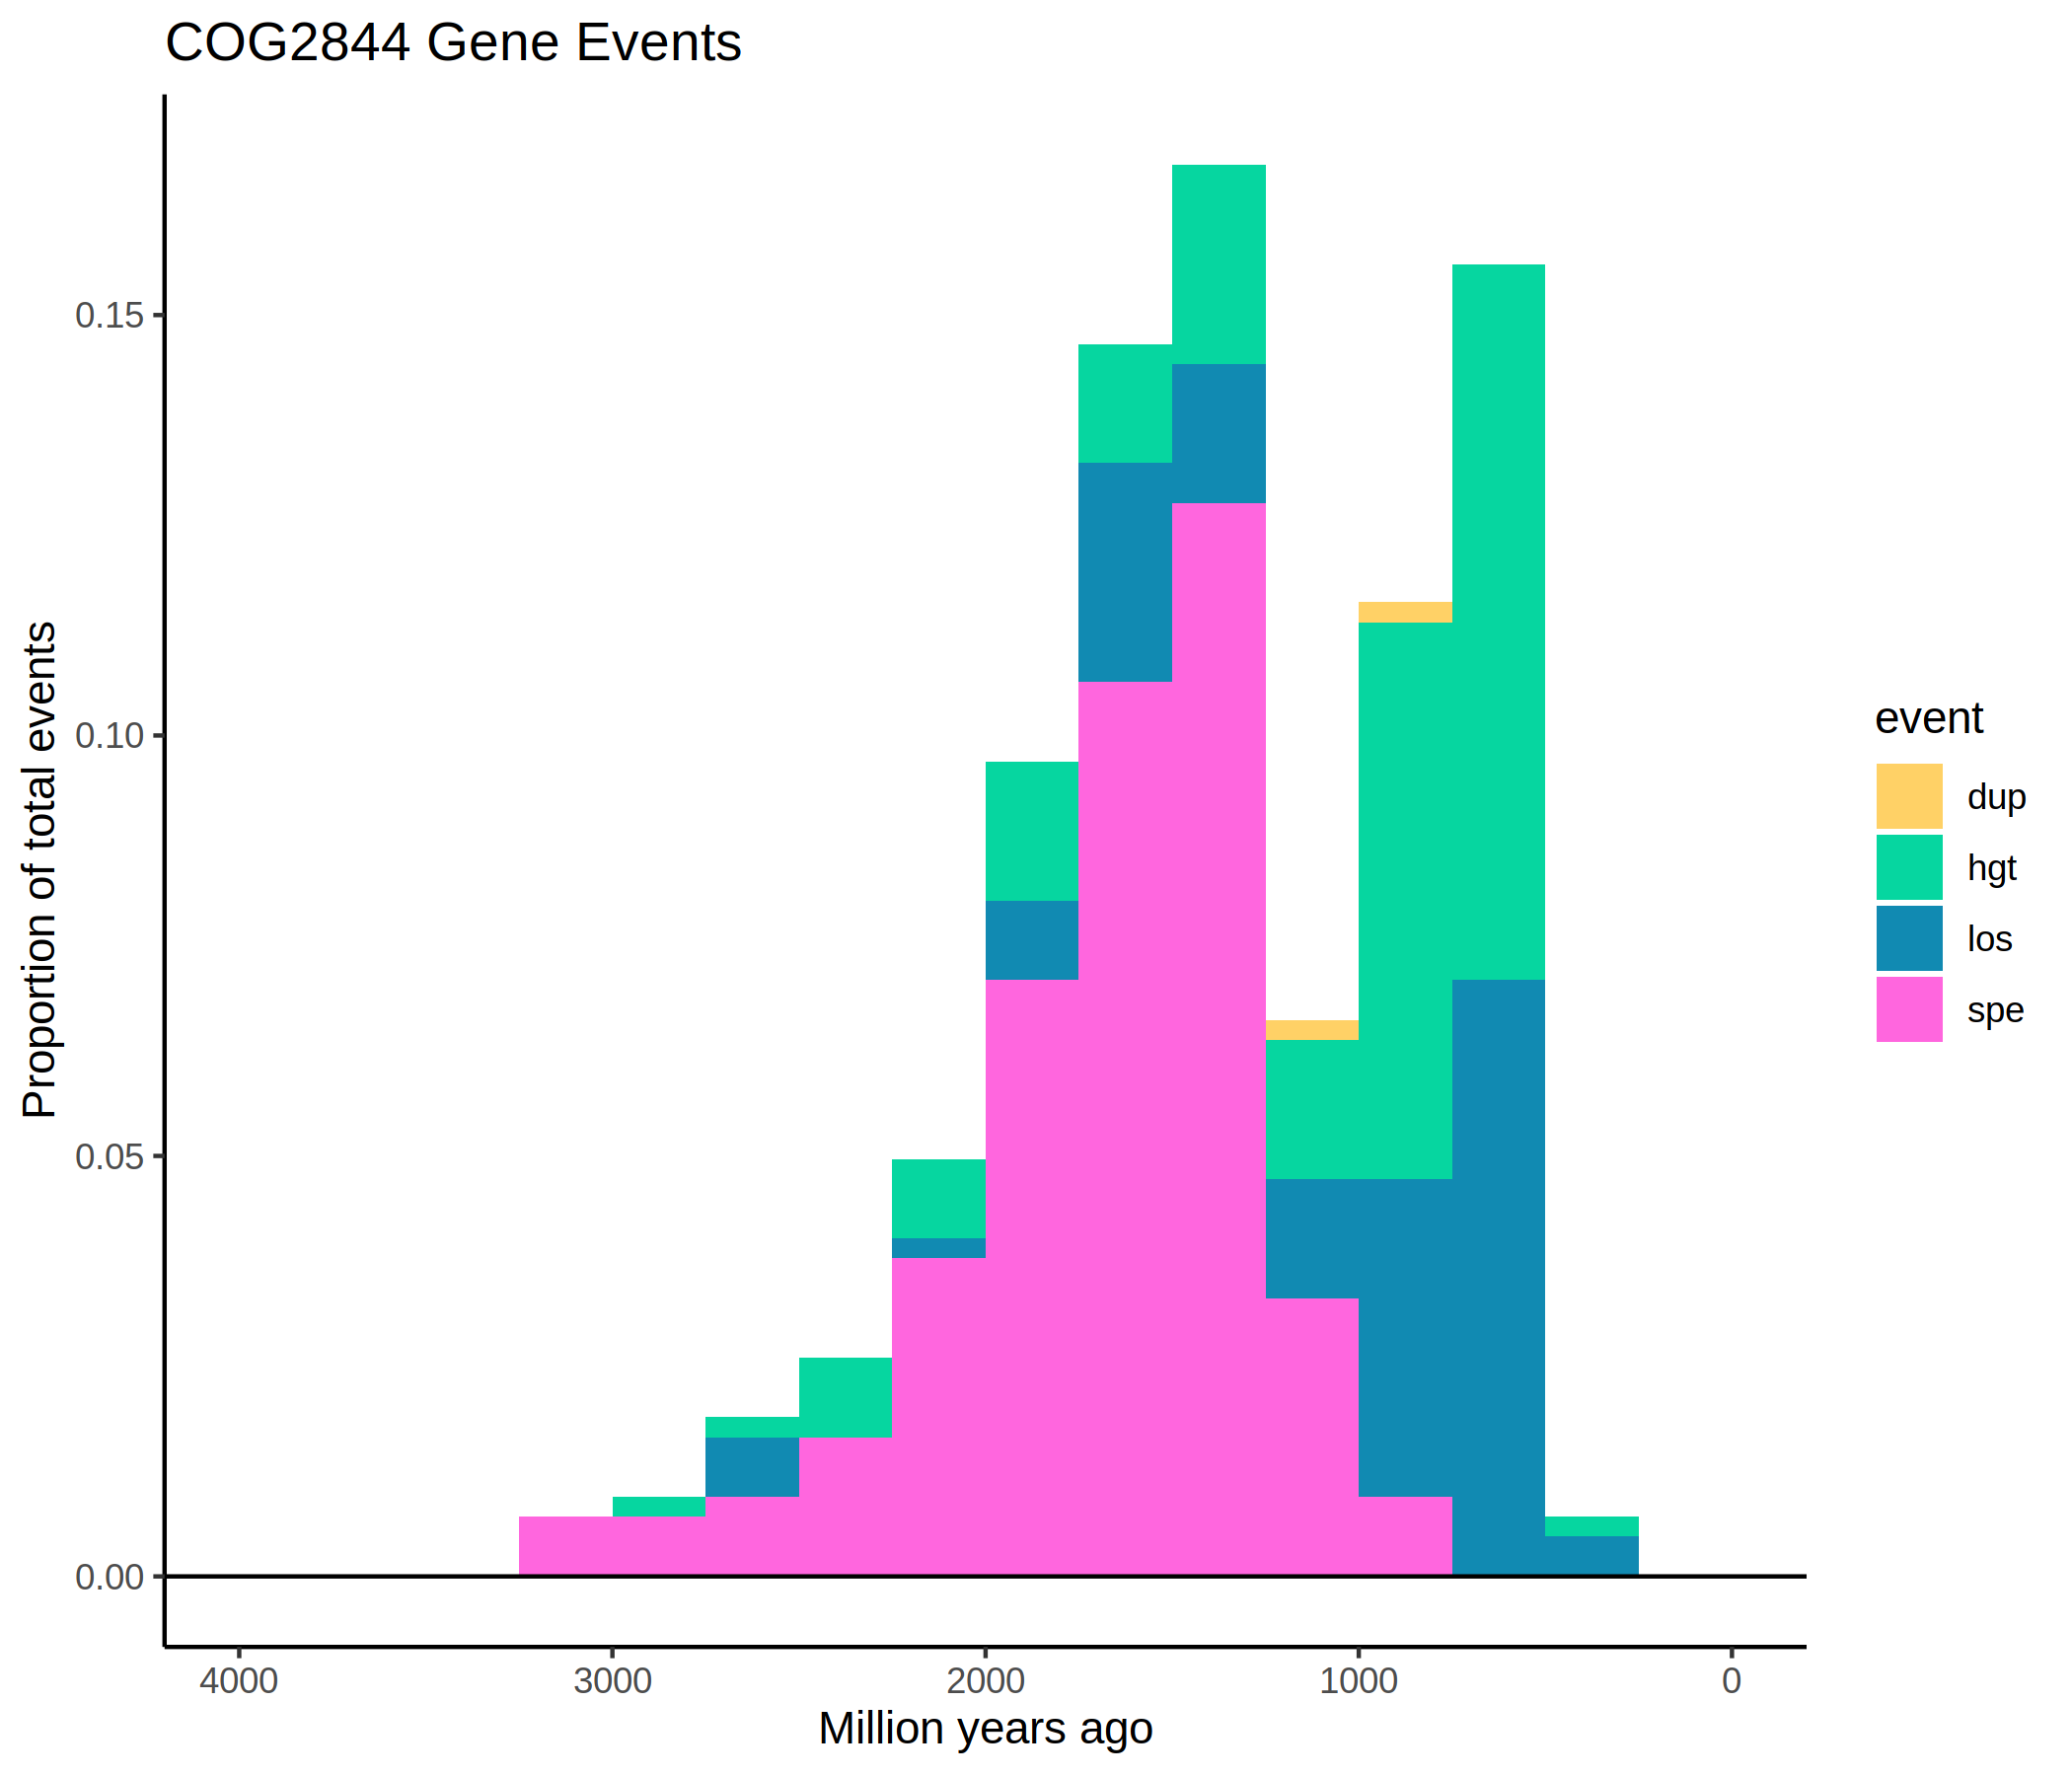 COG2844 Gene Events
Proportion of total events
0.15
0.10
0.05
0.00
4000 3000 2000 1000 0
Million years ago
event
dup
hgt
los
spe